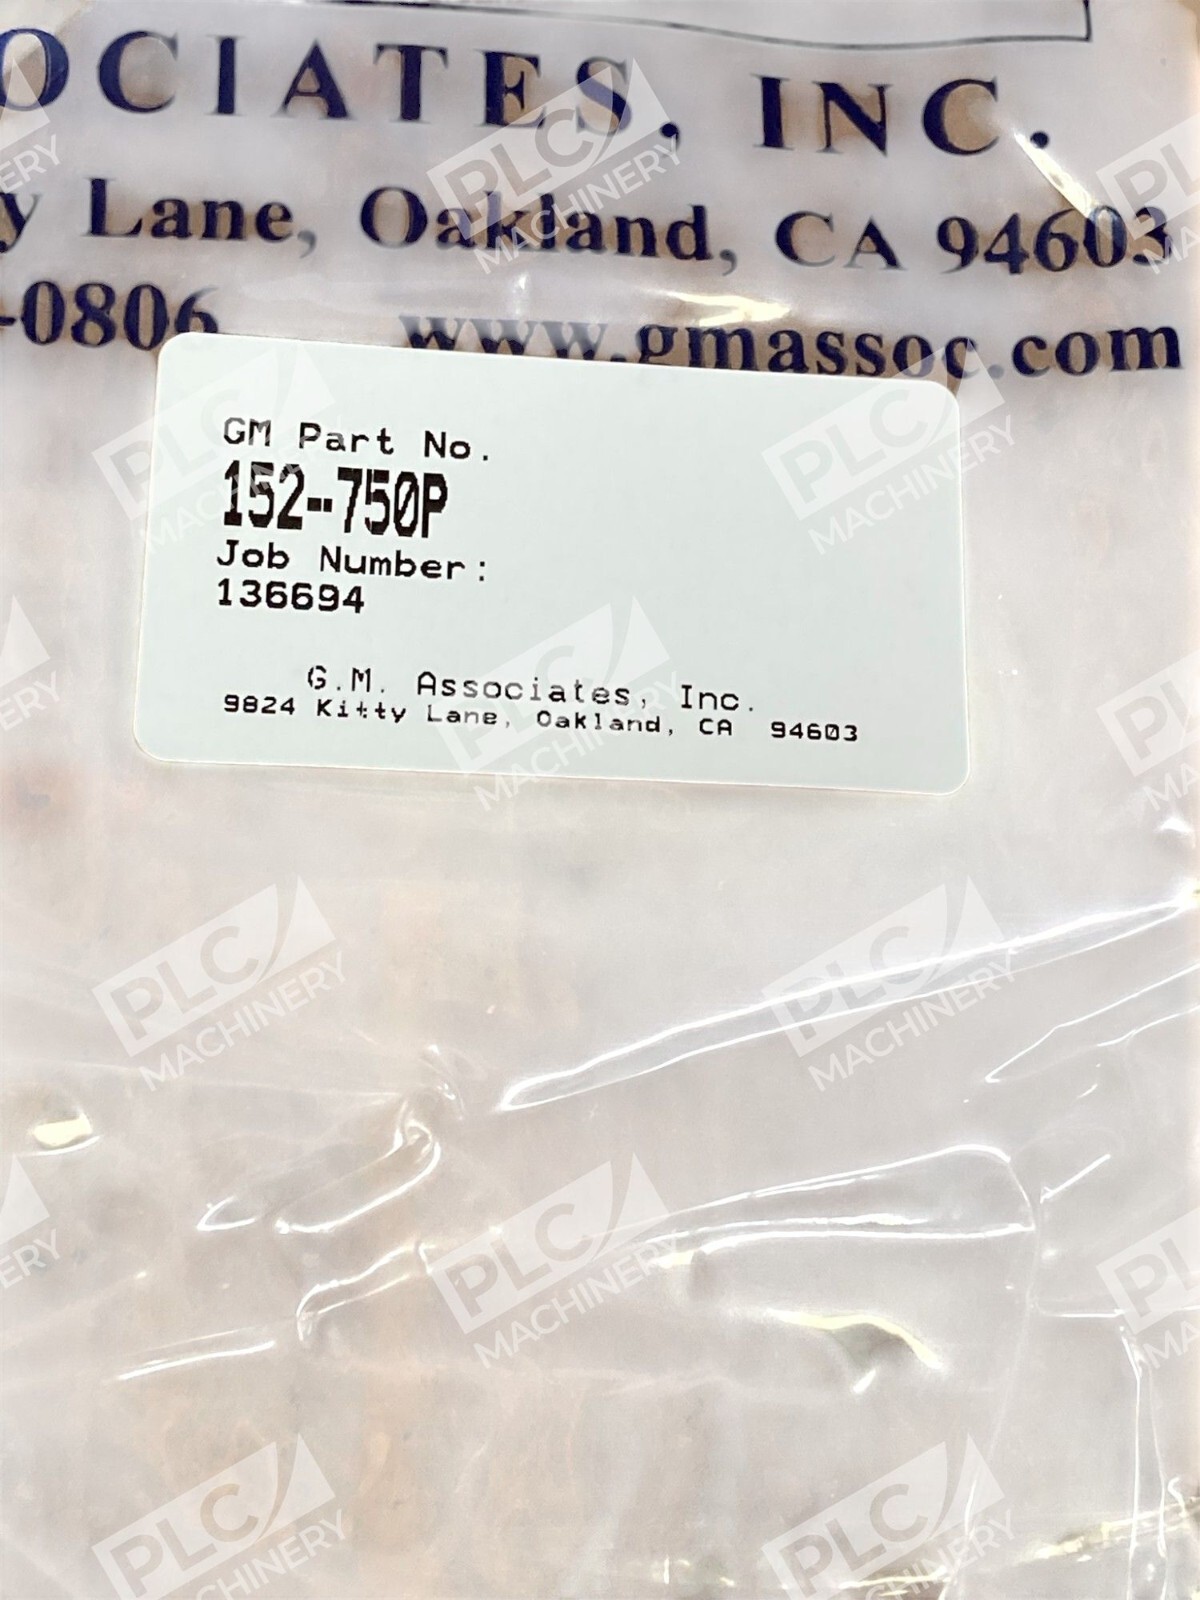 OCIATES, INC.
y Lane, Oakland, CA 94603
-0806 www.gmassoc.com
GM Part No.
152--750P
Job Number:
136694
G.M. Associates, Inc.
9824 Kitty Lane, Oakland, CA 94603
PLC MACHINERY